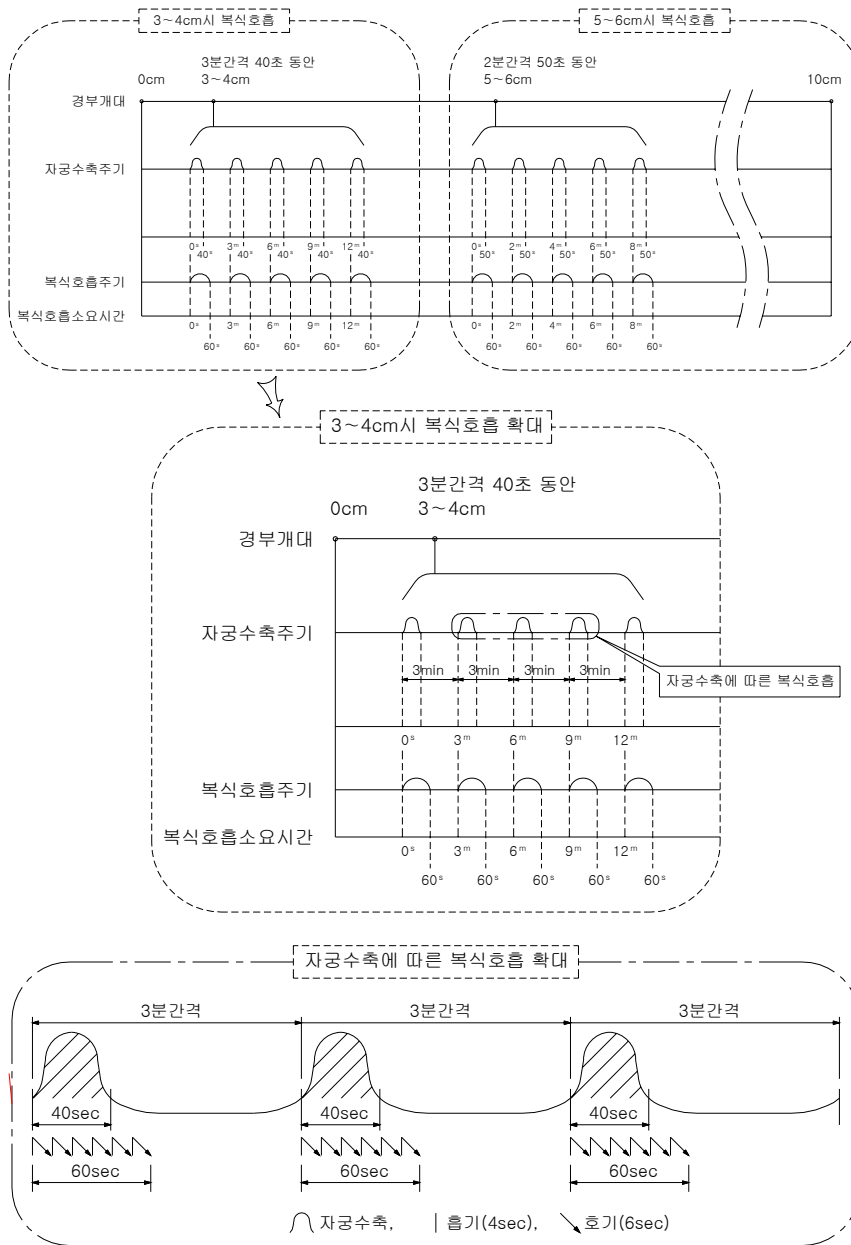 3~4cm시 복식호흡
5~6cm시 복식호흡
3분간격 40초 동안
2분간격 50초 동안
0cm
3~4cm
5~6cm
10cm
경부개대
자궁수축주기
0s 3m 6m 9m 12m
40s 40s 40s 40s 40s
0s 2m 4m 6m 8m
50s 50s 50s 50s 50s
복식호흡주기
복식호흡소요시간
0s 3m 6m 9m 12m
60s 60s 60s 60s 60s
0s 2m 4m 6m 8m
60s 60s 60s 60s 60s
3~4cm시 복식호흡 확대
3분간격 40초 동안
0cm
3~4cm
경부개대
자궁수축주기
3min 3min 3min 3min
자궁수축에 따른 복식호흡
0s 3m 6m 9m 12m
복식호흡주기
복식호흡소요시간
0s 3m 6m 9m 12m
60s 60s 60s 60s 60s
자궁수축에 따른 복식호흡 확대
3분간격 3분간격 3분간격
40sec 40sec 40sec
60sec 60sec 60sec
자궁수축, 흡기(4sec), 호기(6sec)